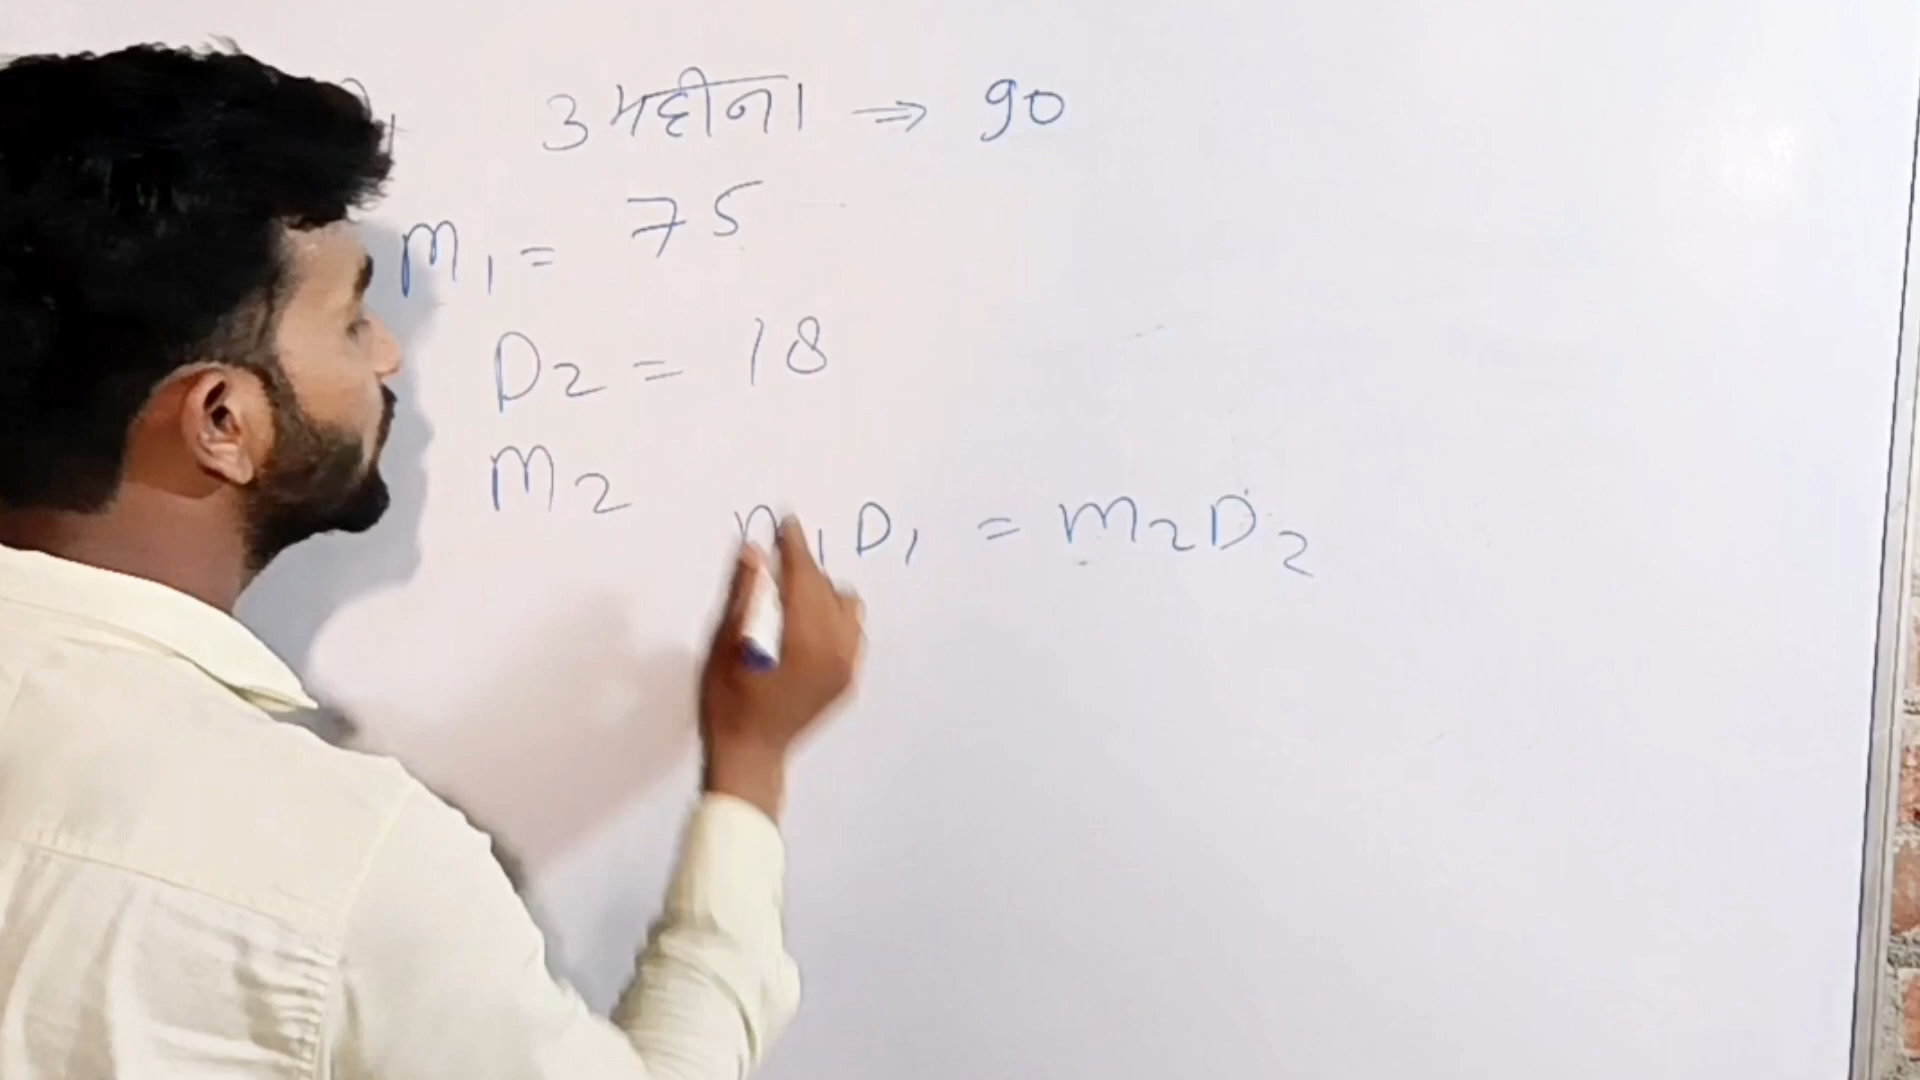 3 महीना ⇒ 90
m₁ = 75
D₂ = 18
m₂
m₁D₁ = m₂D₂